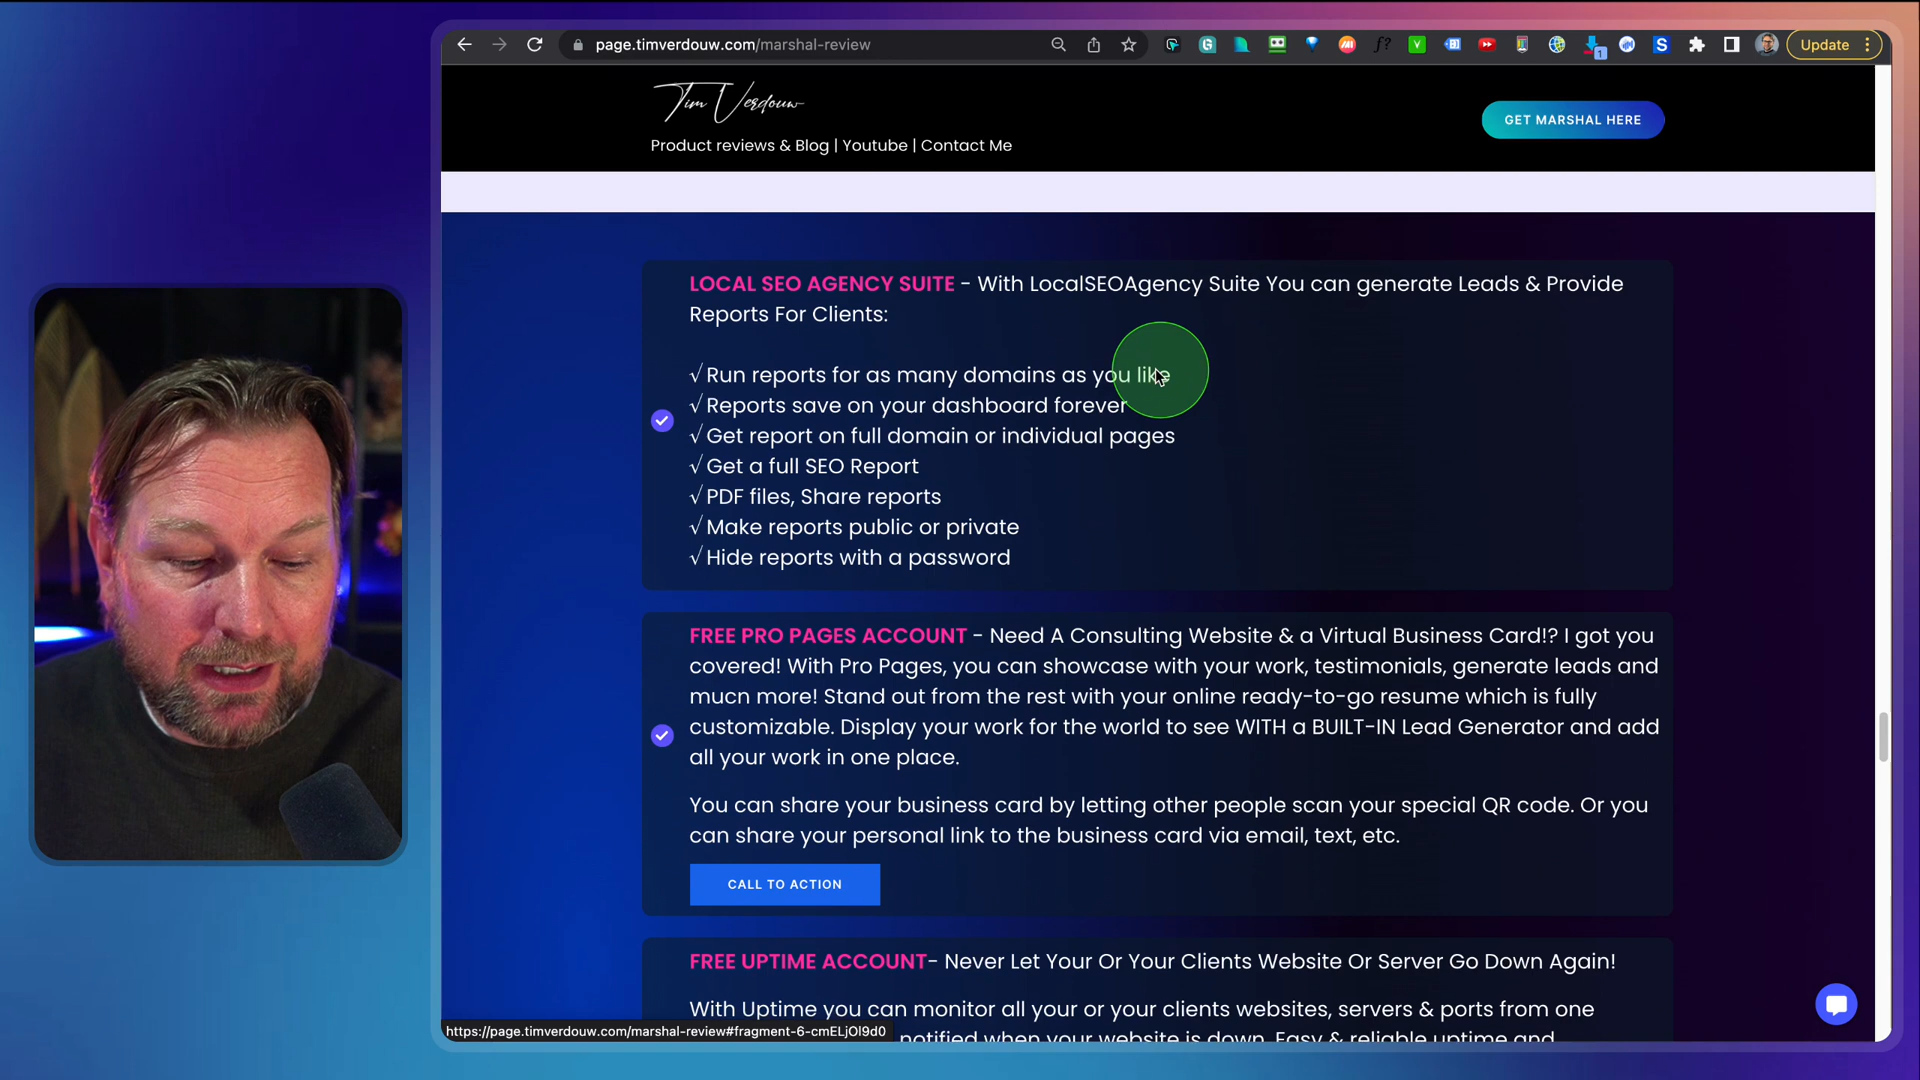 page.timverdouw.com/marshal-review
Update
1
Tim Verdouw
Product reviews & Blog | Youtube | Contact Me
GET MARSHAL HERE
LOCAL SEO AGENCY SUITE - With LocalSEOAgency Suite You can generate Leads & Provide
Reports For Clients:
√ Run reports for as many domains as you like
√ Reports save on your dashboard forever
√ Get report on full domain or individual pages
√ Get a full SEO Report
√ PDF files, Share reports
√ Make reports public or private
√ Hide reports with a password
FREE PRO PAGES ACCOUNT - Need A Consulting Website & a Virtual Business Card!? I got you
covered! With Pro Pages, you can showcase with your work, testimonials, generate leads and
mucn more! Stand out from the rest with your online ready-to-go resume which is fully
customizable. Display your work for the world to see WITH a BUILT-IN Lead Generator and add
all your work in one place.
You can share your business card by letting other people scan your special QR code. Or you
can share your personal link to the business card via email, text, etc.
CALL TO ACTION
FREE UPTIME ACCOUNT- Never Let Your Or Your Clients Website Or Server Go Down Again!
With Uptime you can monitor all your or your clients websites, servers & ports from one
https://page.timverdouw.com/marshal-review#fragment-6-cmELjOl9d0
notified when your website is down. Easy & reliable uptime and